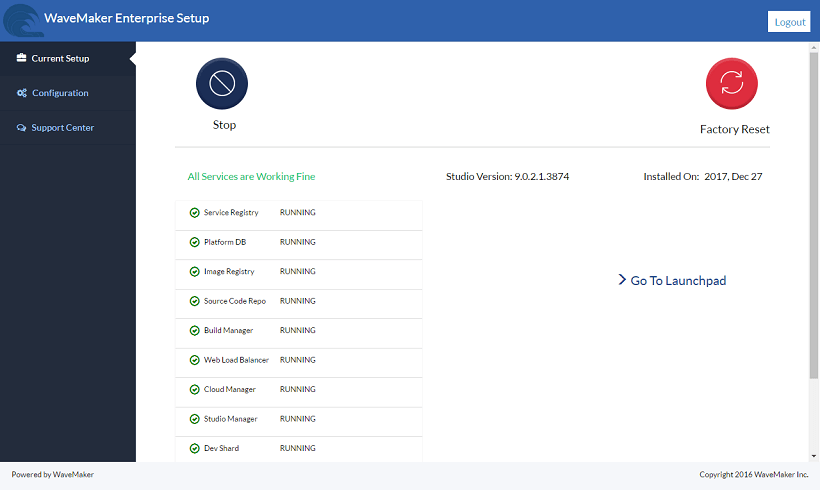 WaveMaker Enterprise Setup
Logout
Current Setup
Configuration
Support Center
Stop
Factory Reset
All Services are Working Fine
Studio Version: 9.0.2.1.3874
Installed On: 2017, Dec 27
Service Registry RUNNING
Platform DB RUNNING
Image Registry RUNNING
Source Code Repo RUNNING
Build Manager RUNNING
Web Load Balancer RUNNING
Cloud Manager RUNNING
Studio Manager RUNNING
Dev Shard RUNNING
Go To Launchpad
Powered by WaveMaker
Copyright 2016 WaveMaker Inc.